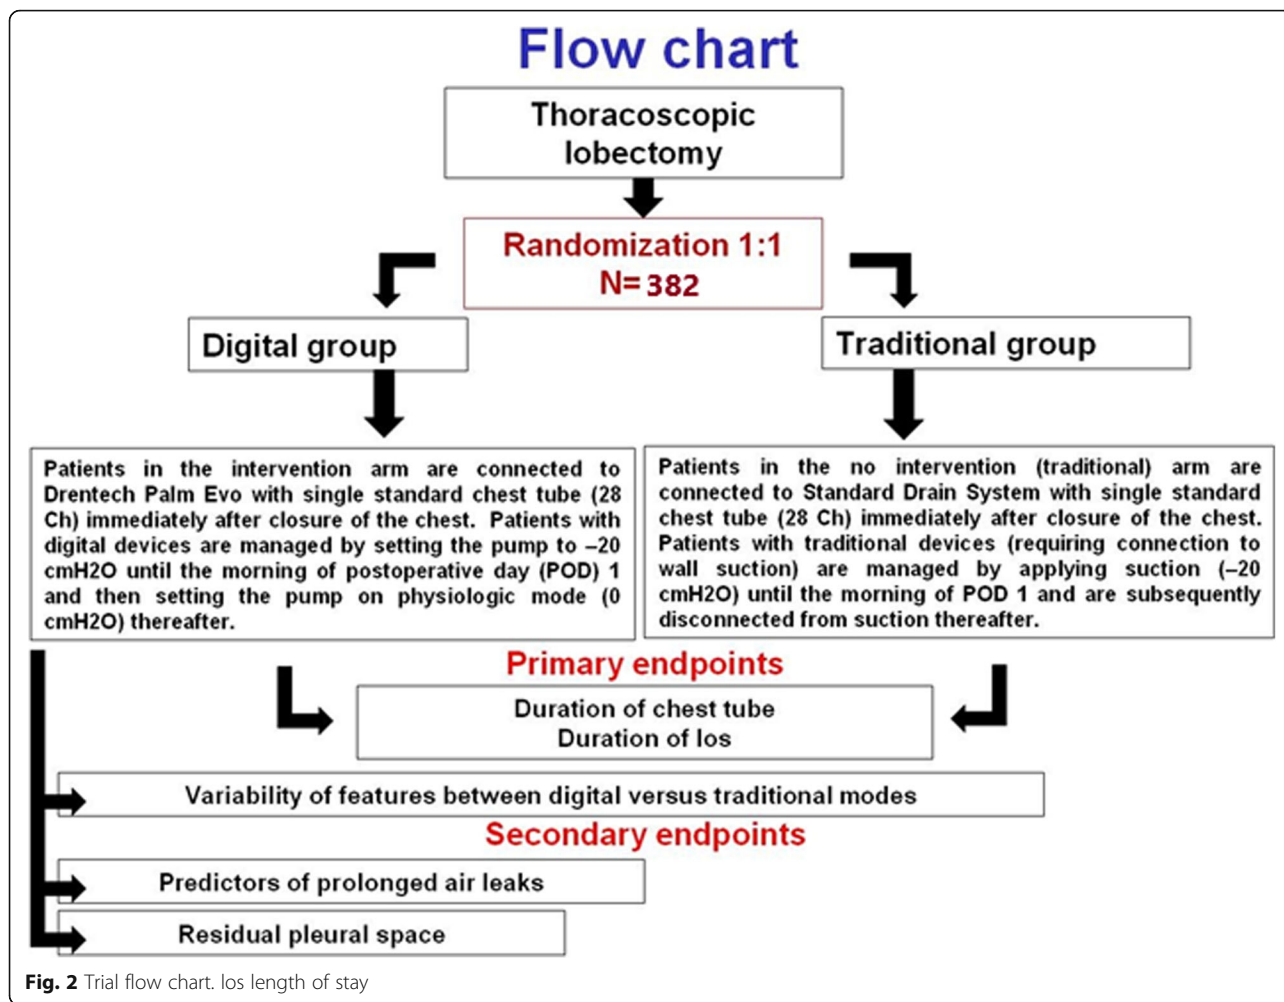 Flow chart
Thoracoscopic
lobectomy
Randomization 1:1
N= 382
Digital group
Traditional group
Patients in the intervention arm are connected to
Drentech Palm Evo with single standard chest tube (28
Ch) immediately after closure of the chest. Patients with
digital devices are managed by setting the pump to –20
cmH2O until the morning of postoperative day (POD) 1
and then setting the pump on physiologic mode (0
cmH2O) thereafter.
Patients in the no intervention (traditional) arm are
connected to Standard Drain System with single standard
chest tube (28 Ch) immediately after closure of the chest.
Patients with traditional devices (requiring connection to
wall suction) are managed by applying suction (–20
cmH2O) until the morning of POD 1 and are subsequently
disconnected from suction thereafter.
Primary endpoints
Duration of chest tube
Duration of los
Variability of features between digital versus traditional modes
Secondary endpoints
Predictors of prolonged air leaks
Residual pleural space
Fig. 2 Trial flow chart. los length of stay